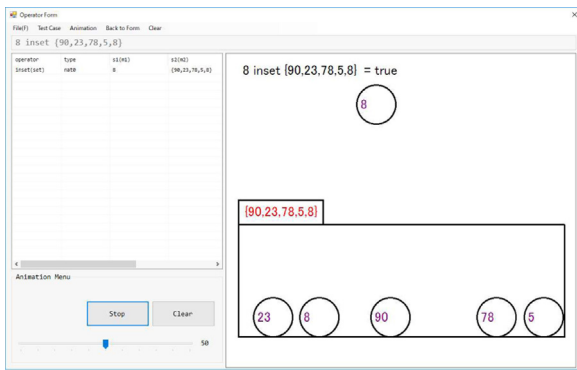 Operator Form
File(F) Test Case Animation Back to Form Clear
8 inset {90,23,78,5,8}
operator type s1(m1) s2(m2)
inset(set) nat0 8 {90,23,78,5,8}
8 inset {90,23,78,5,8} = true
8
{90,23,78,5,8}
23 8 90 78 5
Animation Menu
Stop Clear
50